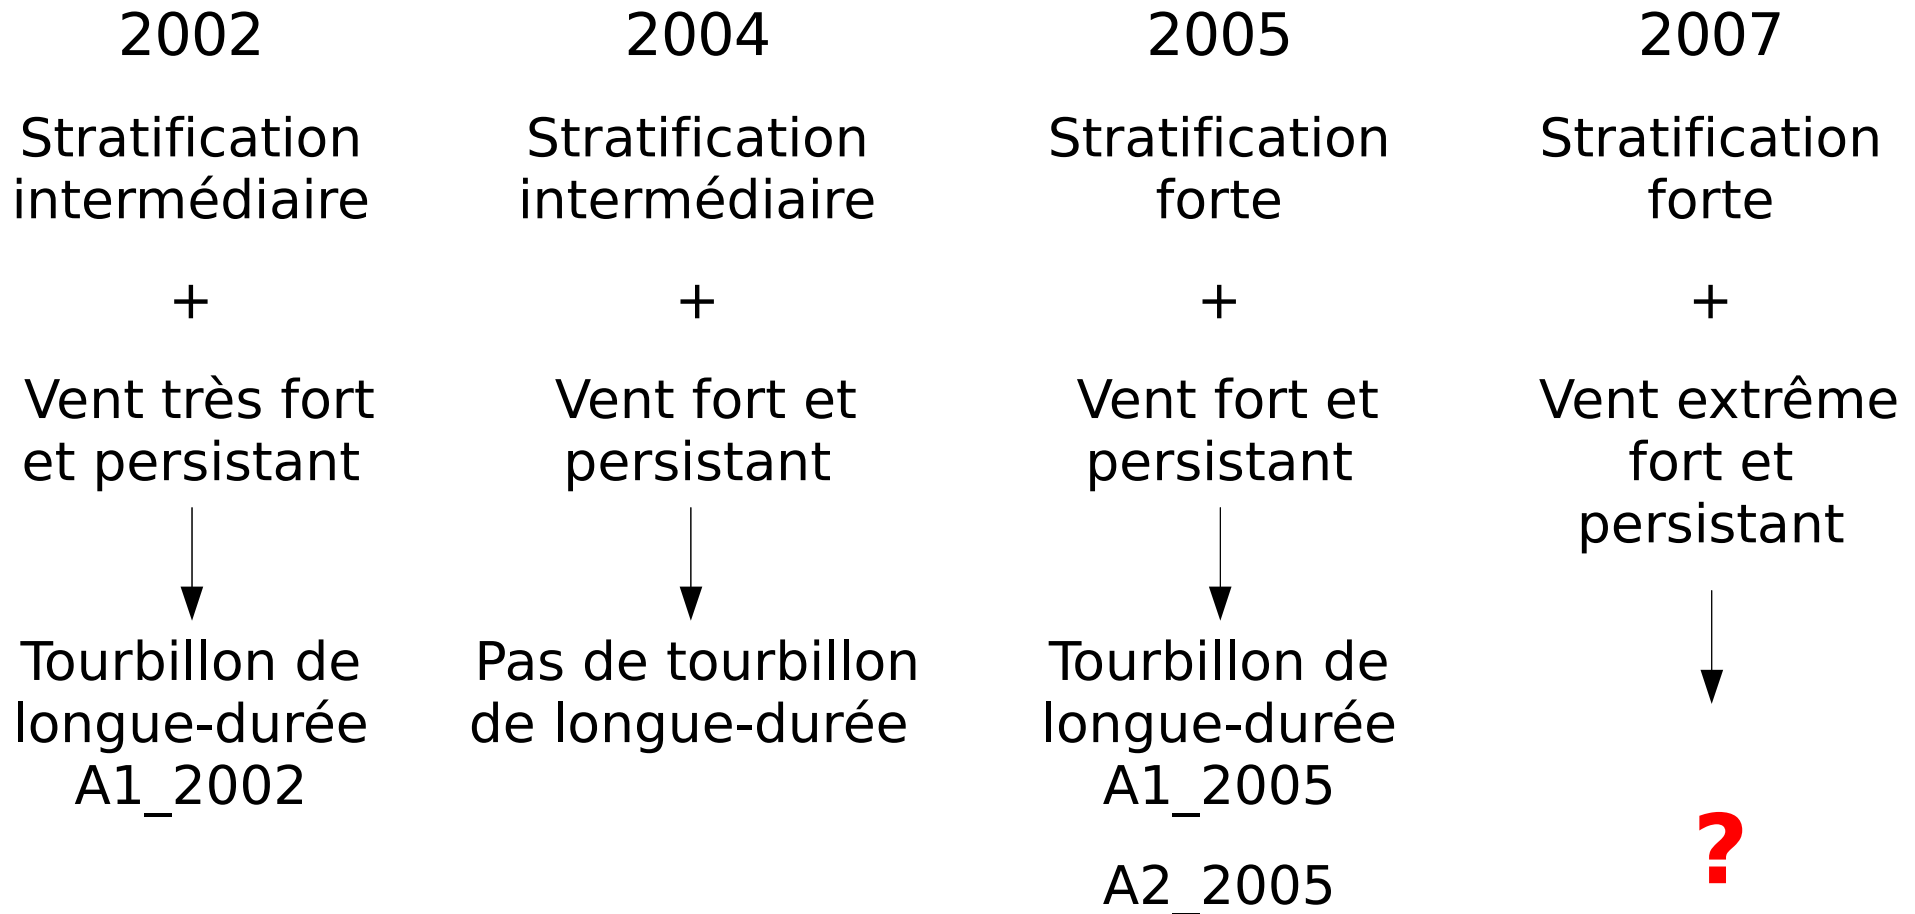 2002
Stratification
intermédiaire
+
Vent très fort
et persistant
Tourbillon de
longue-durée
A1_2002
2004
Stratification
intermédiaire
+
Vent fort et
persistant
Pas de tourbillon
de longue-durée
2005
Stratification
forte
+
Vent fort et
persistant
Tourbillon de
longue-durée
A1_2005
A2_2005
2007
Stratification
forte
+
Vent extrême
fort et
persistant
?